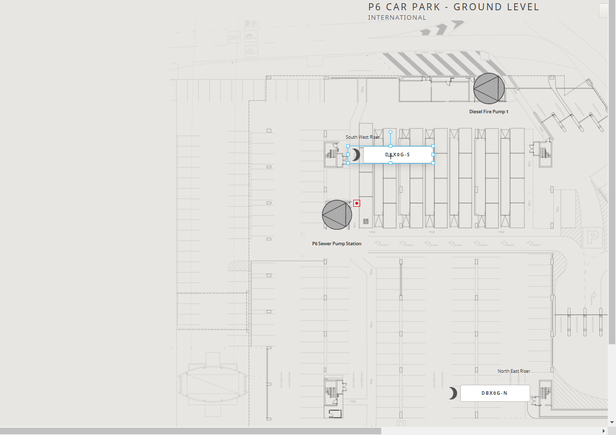 P6 CAR PARK - GROUND LEVEL
INTERNATIONAL
Diesel Fire Pump 1
South West Riser
DBX0G-S
P6 Sewer Pump Station
P
North East Riser
DBX0G-N